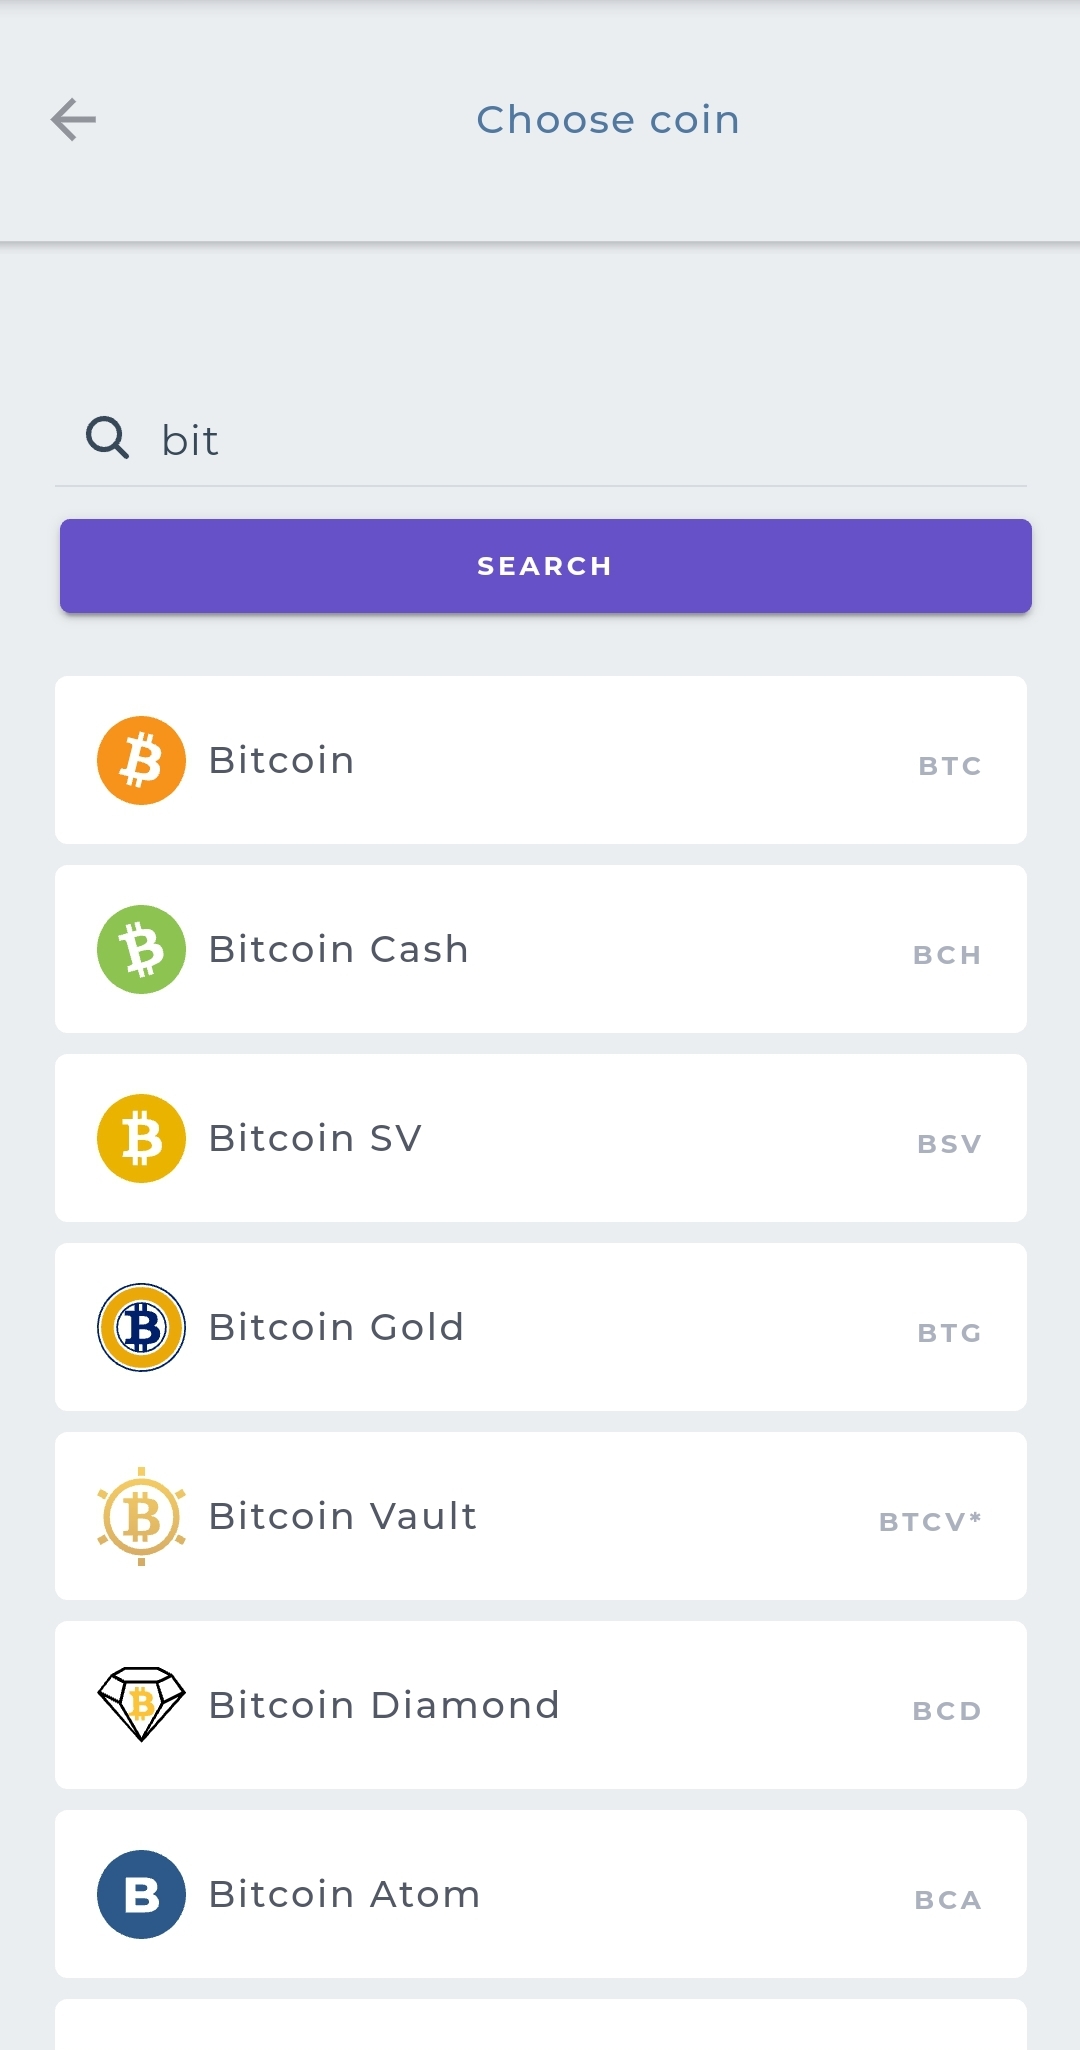 Choose coin
bit
SEARCH
Bitcoin BTC
Bitcoin Cash BCH
Bitcoin SV BSV
Bitcoin Gold BTG
Bitcoin Vault BTCV*
Bitcoin Diamond BCD
Bitcoin Atom BCA